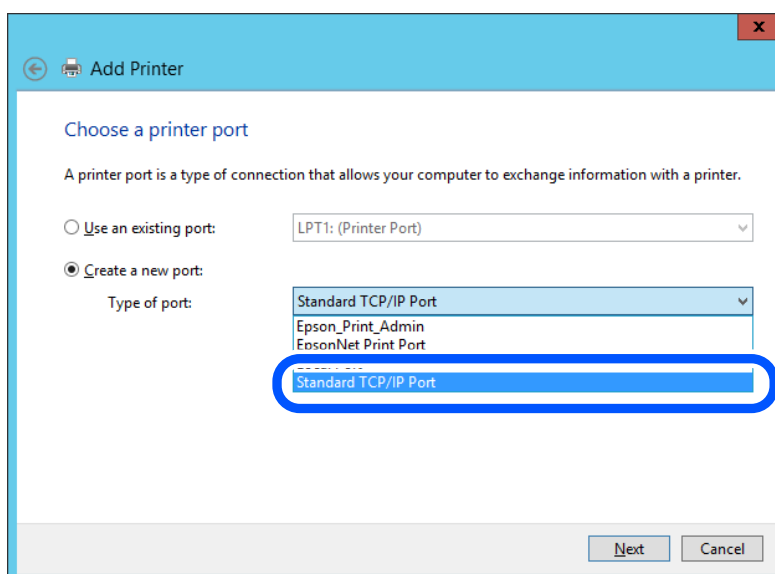 x
Add Printer
Choose a printer port
A printer port is a type of connection that allows your computer to exchange information with a printer.
Use an existing port: LPT1: (Printer Port)
Create a new port:
Type of port: Standard TCP/IP Port
Epson_Print_Admin
EpsonNet Print Port
Standard TCP/IP Port
Next Cancel